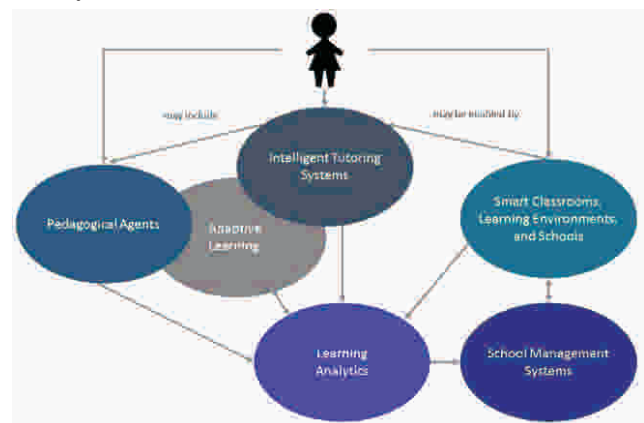 may include
may be enabled by
Intelligent Tutoring
Systems
Pedagogical Agents
Adaptive
Learning
Smart Classrooms,
Learning Environments,
and Schools
Learning
Analytics
School Management
Systems